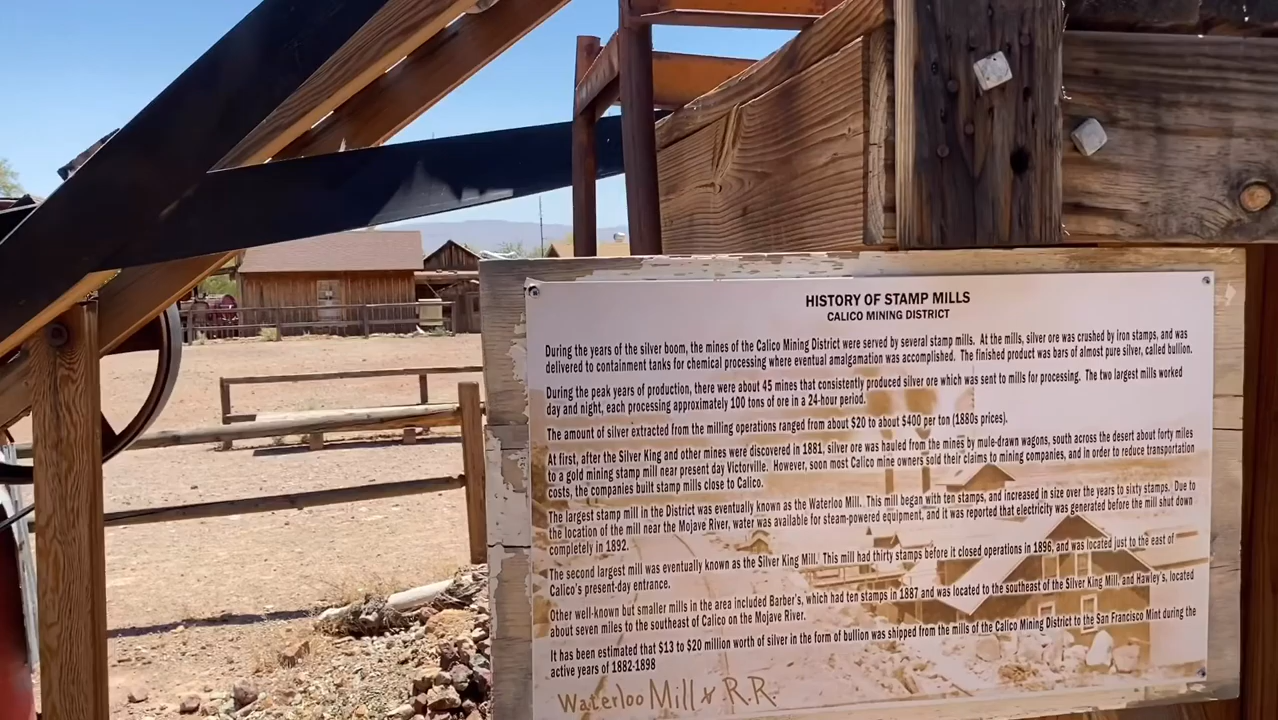 HISTORY OF STAMP MILLS
CALICO MINING DISTRICT
During the years of the silver boom, the mines of the Calico Mining District were served by several stamp mills. At the mills, silver ore was crushed by iron stamps, and was
delivered to containment tanks for chemical processing where eventual amalgamation was accomplished. The finished product was bars of almost pure silver, called bullion.
During the peak years of production, there were about 45 mines that consistently produced silver ore which was sent to mills for processing. The two largest mills worked
day and night, each processing approximately 100 tons of ore in a 24-hour period.
The amount of silver extracted from the milling operations ranged from about $20 to about $400 per ton (1880s prices).
At first, after the Silver King and other mines were discovered in 1881, silver ore was hauled from the mines by mule-drawn wagons, south across the desert about forty miles
to a gold mining stamp mill near present day Victorville. However, soon most Calico mine owners sold their claims to mining companies, and in order to reduce transportation
costs, the companies built stamp mills close to Calico.
The largest stamp mill in the District was eventually known as the Waterloo Mill. This mill began with ten stamps, and increased in size over the years to sixty stamps. Due to
the location of the mill near the Mojave River, water was available for steam-powered equipment, and it was reported that electricity was generated before the mill shut down
completely in 1892.
The second largest mill was eventually known as the Silver King Mill. This mill had thirty stamps before it closed operations in 1896, and was located just to the east of
Calico's present-day entrance.
Other well-known but smaller mills in the area included Barber's, which had ten stamps in 1887 and was located to the southeast of the Silver King Mill, and Hawley's, located
about seven miles to the southeast of Calico on the Mojave River.
It has been estimated that $13 to $20 million worth of silver in the form of bullion was shipped from the mills of the Calico Mining District to the San Francisco Mint during the
active years of 1882-1898
Waterloo Mill & R.R.